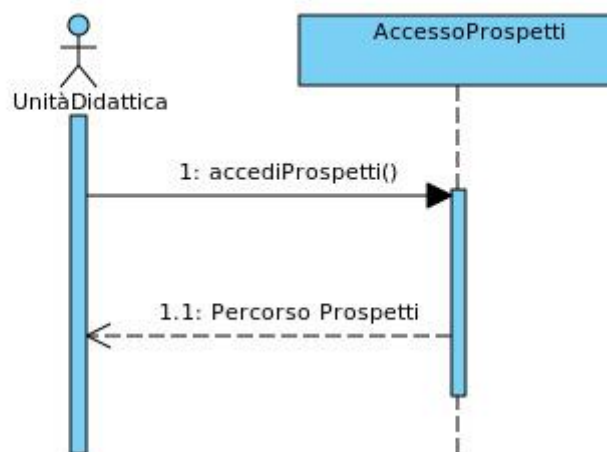 AccessoProspetti
UnitàDidattica
1: accediProspetti()
1.1: Percorso Prospetti